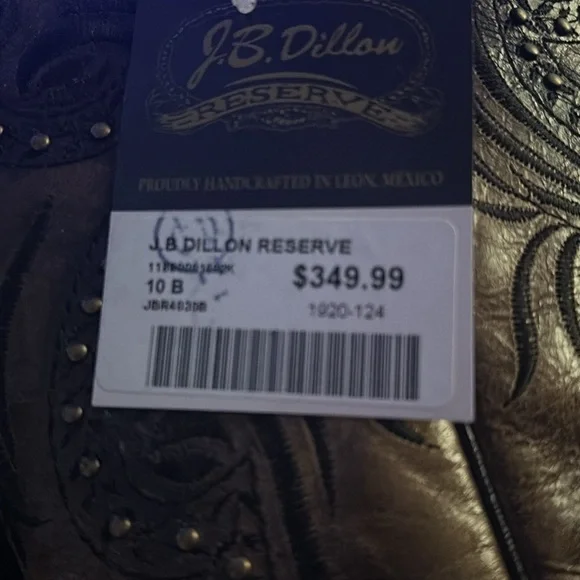 J.B. Dillon
RESERVE
PROUDLY HANDCRAFTED IN LEON, MEXICO
J.B.DILLON RESERVE
$349.99
10 B
1920-124